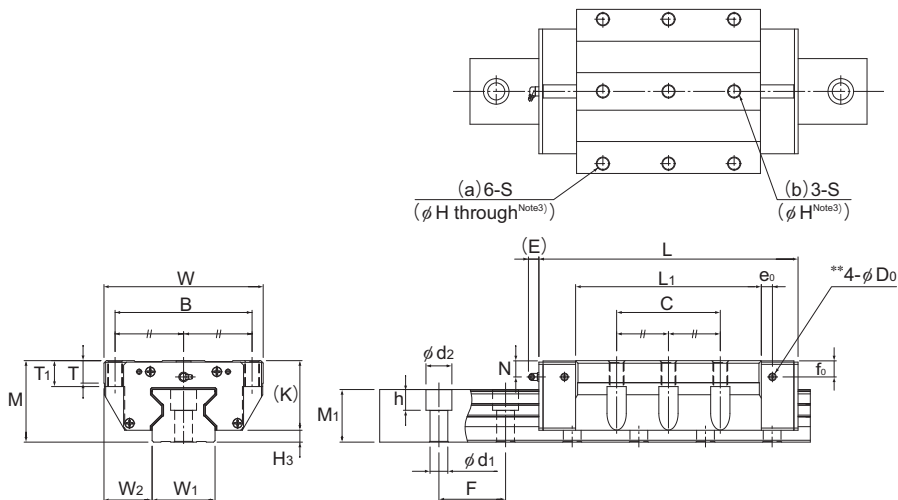 (a)6-S
(φH through Note3))
(b)3-S
(φH Note3))
(E)
L
L1
e0
**4-φD0
C
W
B
T1
T
M
(K)
H3
W2
W1
N
f0
φd2
h
M1
φd1
F